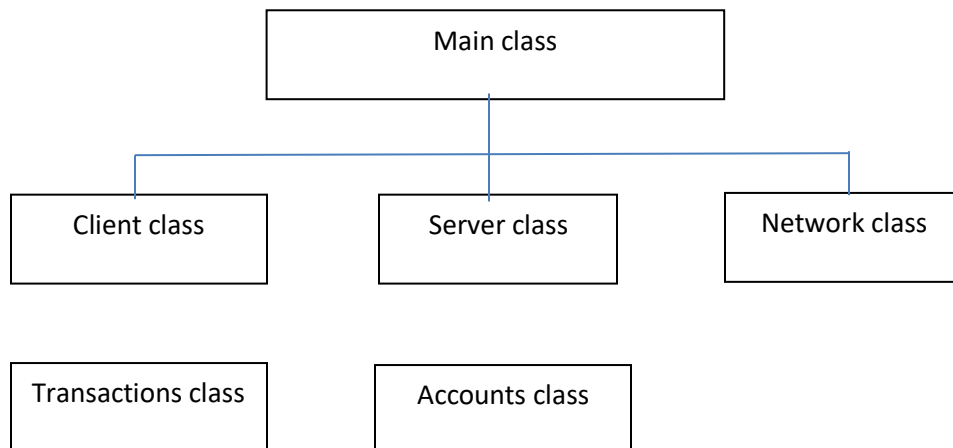 Main class
Client class
Server class
Network class
Transactions class
Accounts class